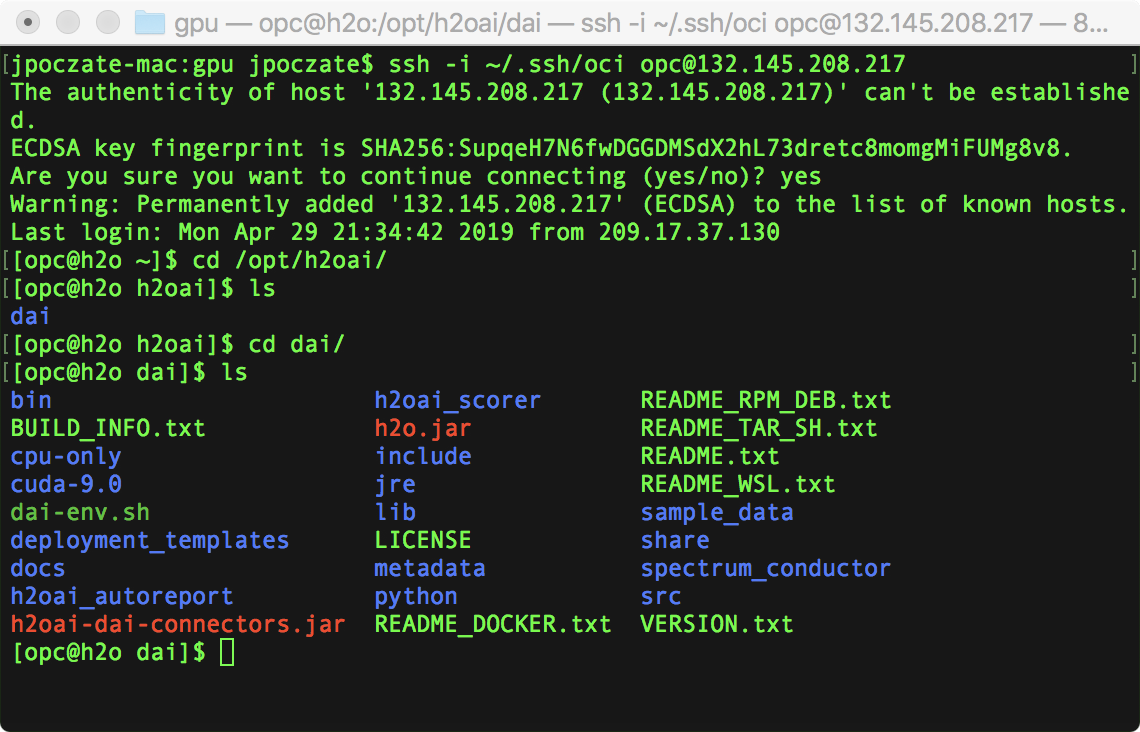 gpu — opc@h2o:/opt/h2oai/dai — ssh -i ~/.ssh/oci opc@132.145.208.217 — 8...
[jpoczate-mac:gpu jpoczate$ ssh -i ~/.ssh/oci opc@132.145.208.217 ]
The authenticity of host '132.145.208.217 (132.145.208.217)' can't be establishe
d.
ECDSA key fingerprint is SHA256:SupqeH7N6fwDGGDMSdX2hL73dretc8momgMiFUMg8v8.
Are you sure you want to continue connecting (yes/no)? yes
Warning: Permanently added '132.145.208.217' (ECDSA) to the list of known hosts.
Last login: Mon Apr 29 21:34:42 2019 from 209.17.37.130
[[opc@h2o ~]$ cd /opt/h2oai/ ]
[[opc@h2o h2oai]$ ls ]
dai
[[opc@h2o h2oai]$ cd dai/ ]
[[opc@h2o dai]$ ls ]
bin h2oai_scorer README_RPM_DEB.txt
BUILD_INFO.txt h2o.jar README_TAR_SH.txt
cpu-only include README.txt
cuda-9.0 jre README_WSL.txt
dai-env.sh lib sample_data
deployment_templates LICENSE share
docs metadata spectrum_conductor
h2oai_autoreport python src
h2oai-dai-connectors.jar README_DOCKER.txt VERSION.txt
[opc@h2o dai]$